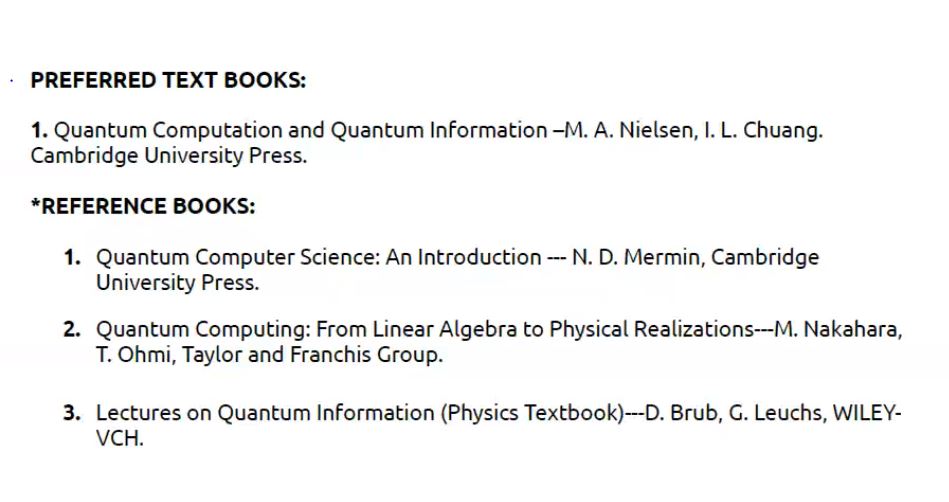 PREFERRED TEXT BOOKS:
1. Quantum Computation and Quantum Information –M. A. Nielsen, I. L. Chuang.
Cambridge University Press.
*REFERENCE BOOKS:
1. Quantum Computer Science: An Introduction --- N. D. Mermin, Cambridge
University Press.
2. Quantum Computing: From Linear Algebra to Physical Realizations---M. Nakahara,
T. Ohmi, Taylor and Franchis Group.
3. Lectures on Quantum Information (Physics Textbook)---D. Brub, G. Leuchs, WILEY-
VCH.